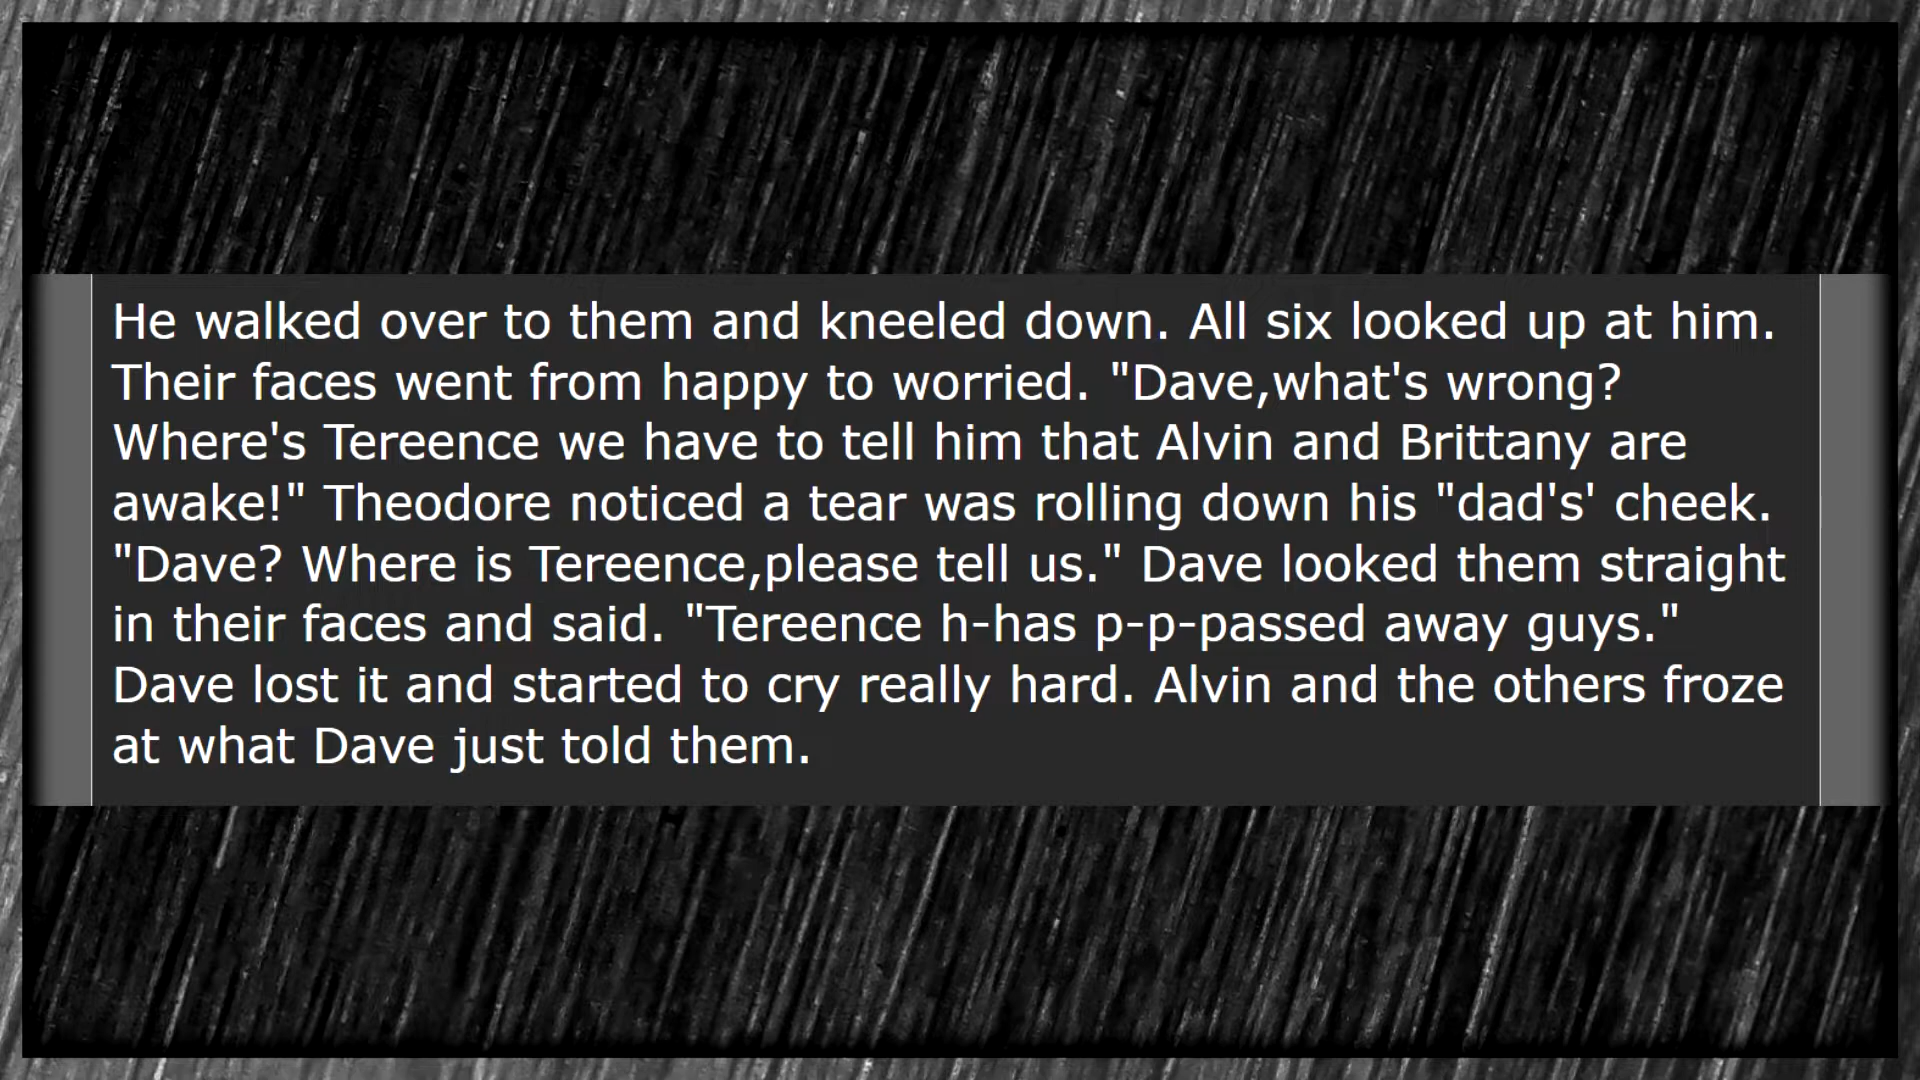 He walked over to them and kneeled down. All six looked up at him.
Their faces went from happy to worried. "Dave,what's wrong?
Where's Tereence we have to tell him that Alvin and Brittany are
awake!" Theodore noticed a tear was rolling down his "dad's' cheek.
"Dave? Where is Tereence,please tell us." Dave looked them straight
in their faces and said. "Tereence h-has p-p-passed away guys."
Dave lost it and started to cry really hard. Alvin and the others froze
at what Dave just told them.